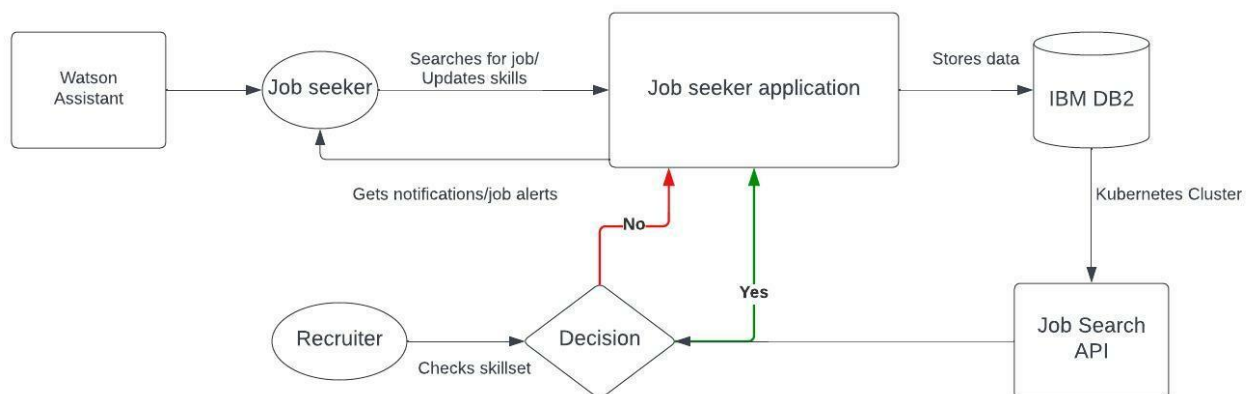 Watson
Assistant
Job seeker
Searches for job/
Updates skills
Job seeker application
Stores data
IBM DB2
Gets notifications/job alerts
Kubernetes Cluster
No
Yes
Recruiter
Checks skillset
Decision
Job Search
API